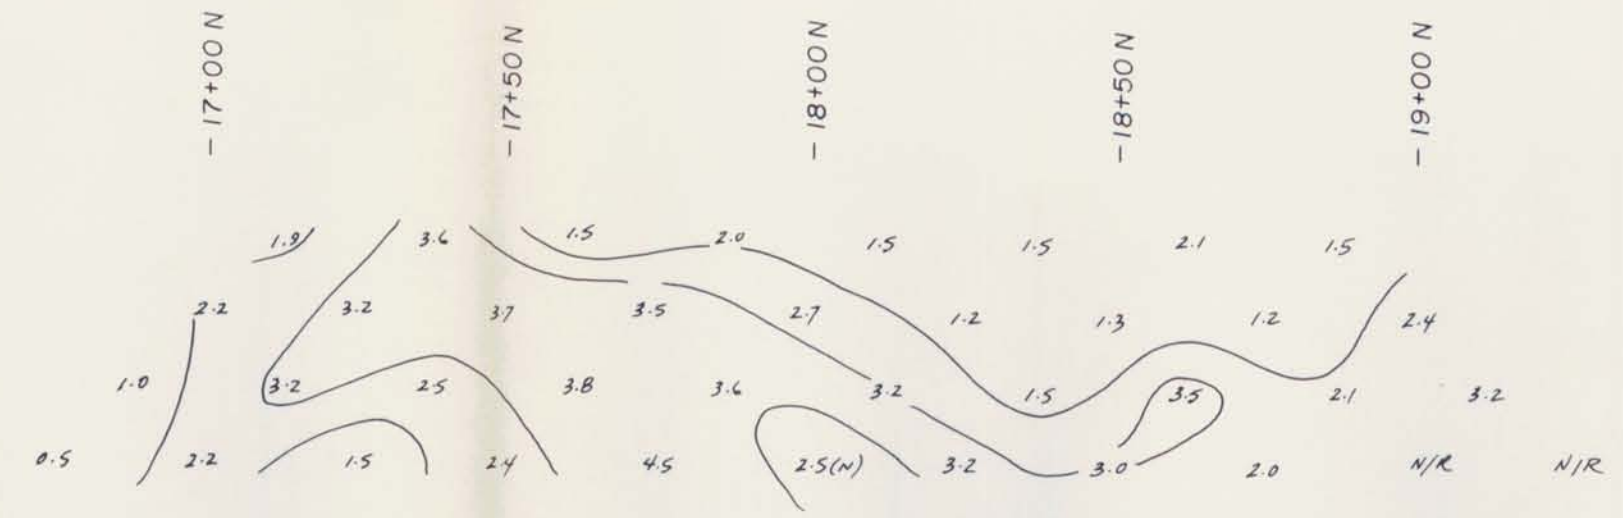 – 17+00 N – 17+50 N – 18+00 N – 18+50 N – 19+00 N
1.9 3.6 1.5 2.0 1.5 1.5 2.1 1.5
2.2 3.2 3.7 3.5 2.7 1.2 1.3 1.2 2.4
1.0 3.2 2.5 3.8 3.6 3.2 1.5 3.5 2.1 3.2
0.5 2.2 1.5 2.4 4.5 2.5(N) 3.2 3.0 2.0 N/R N/R